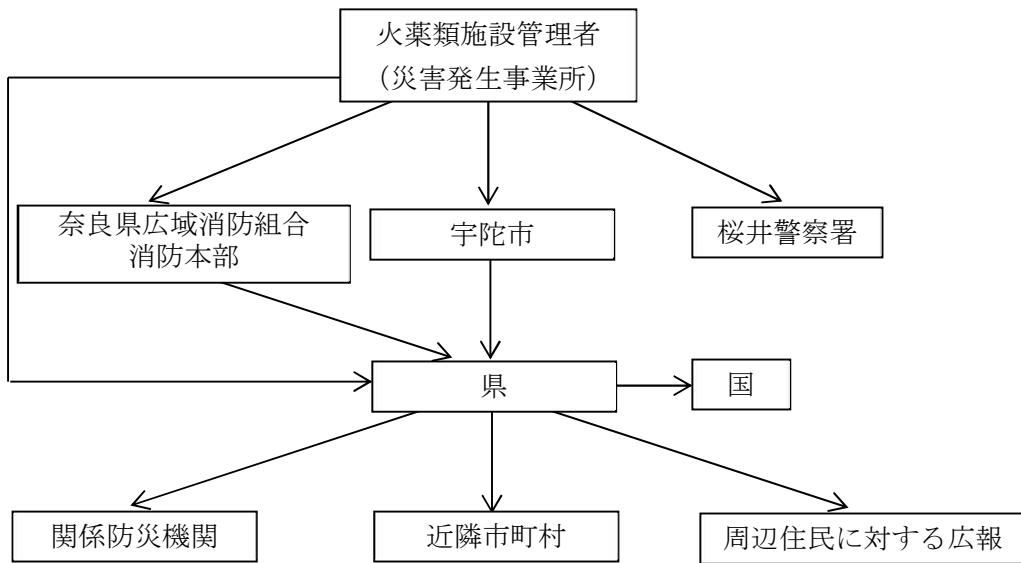 火薬類施設管理者
（災害発生事業所）
奈良県広域消防組合
消防本部
宇陀市
桜井警察署
県
国
関係防災機関
近隣市町村
周辺住民に対する広報